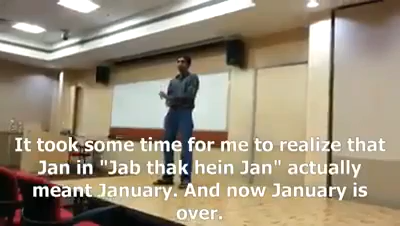 It took some time for me to realize that
Jan in "Jab thak hein Jan" actually
meant January. And now January is
over.